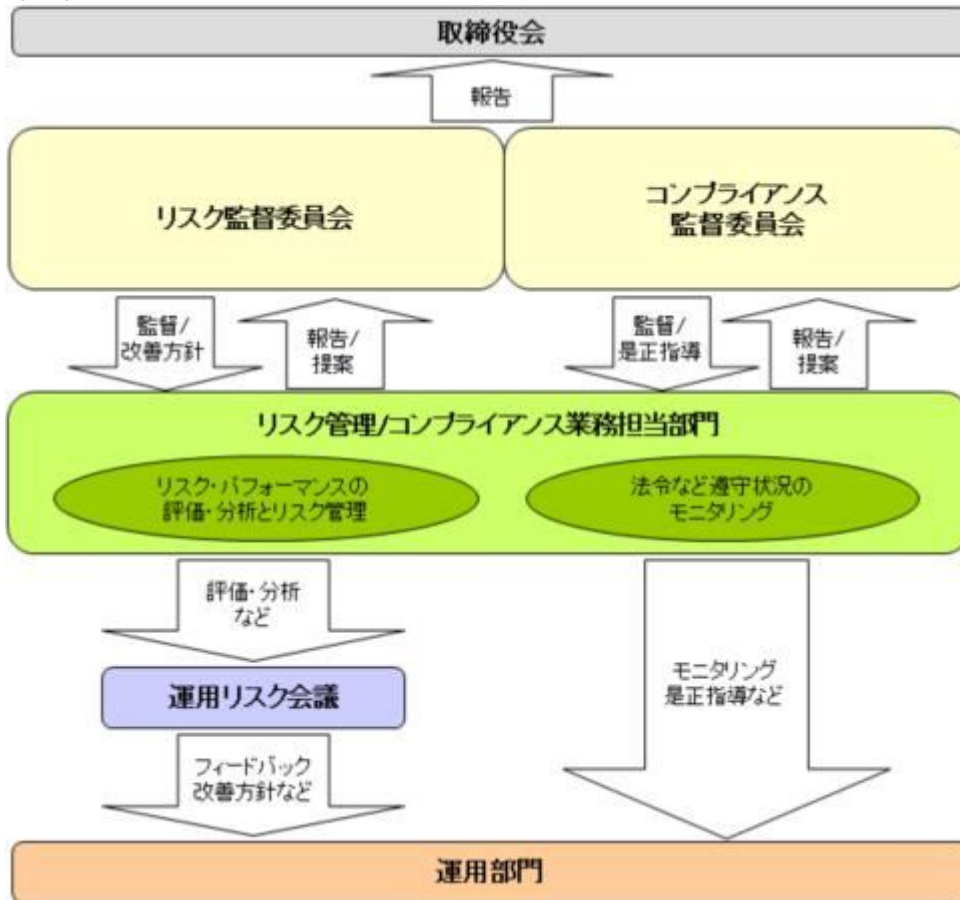 取締役会
報告
リスク監督委員会
コンプライアンス
監督委員会
監督/
改善方針
報告/
提案
監督/
是正指導
報告/
提案
リスク管理/コンプライアンス業務担当部門
リスク・パフォーマンスの
評価・分析とリスク管理
法令など遵守状況の
モニタリング
評価・分析
など
運用リスク会議
モニタリング
是正指導など
フィードバック
改善方針など
運用部門